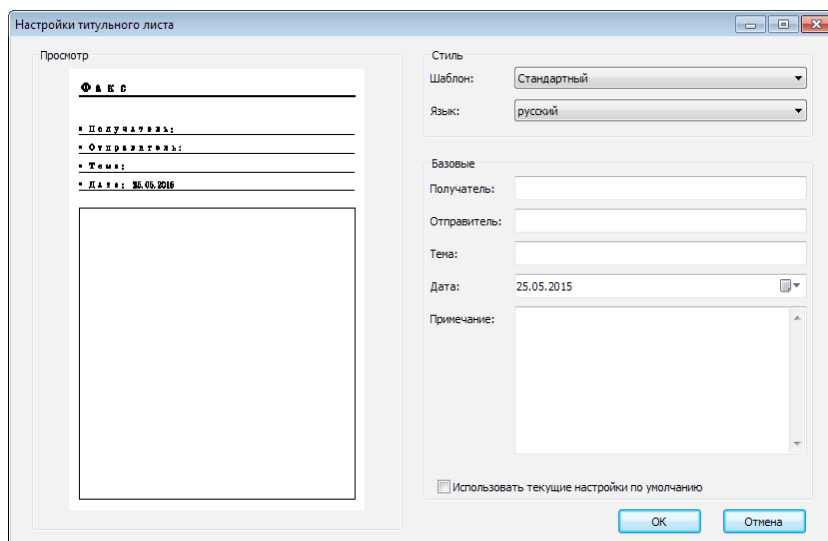 Настройки титульного листа
Просмотр
Факс
Получатель:
Отправитель:
Тема:
Дата: 25.05.2015
Стиль
Шаблон: Стандартный
Язык: русский
Базовые
Получатель:
Отправитель:
Тема:
Дата: 25.05.2015
Примечание:
Использовать текущие настройки по умолчанию
OK Отмена